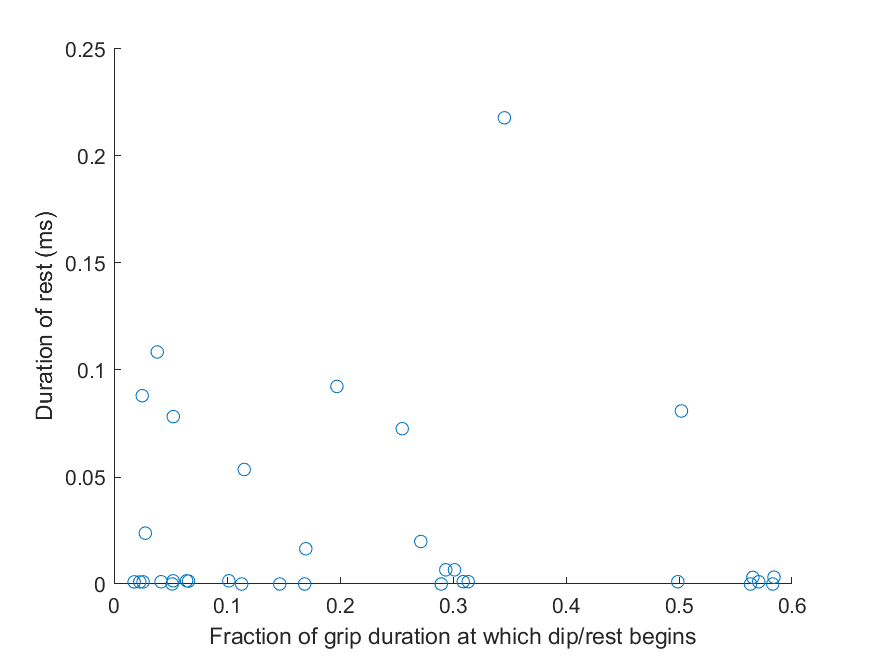 0.25
0.2
0.15
0.1
0.05
0
0 0.1 0.2 0.3 0.4 0.5 0.6
Duration of rest (ms)
Fraction of grip duration at which dip/rest begins